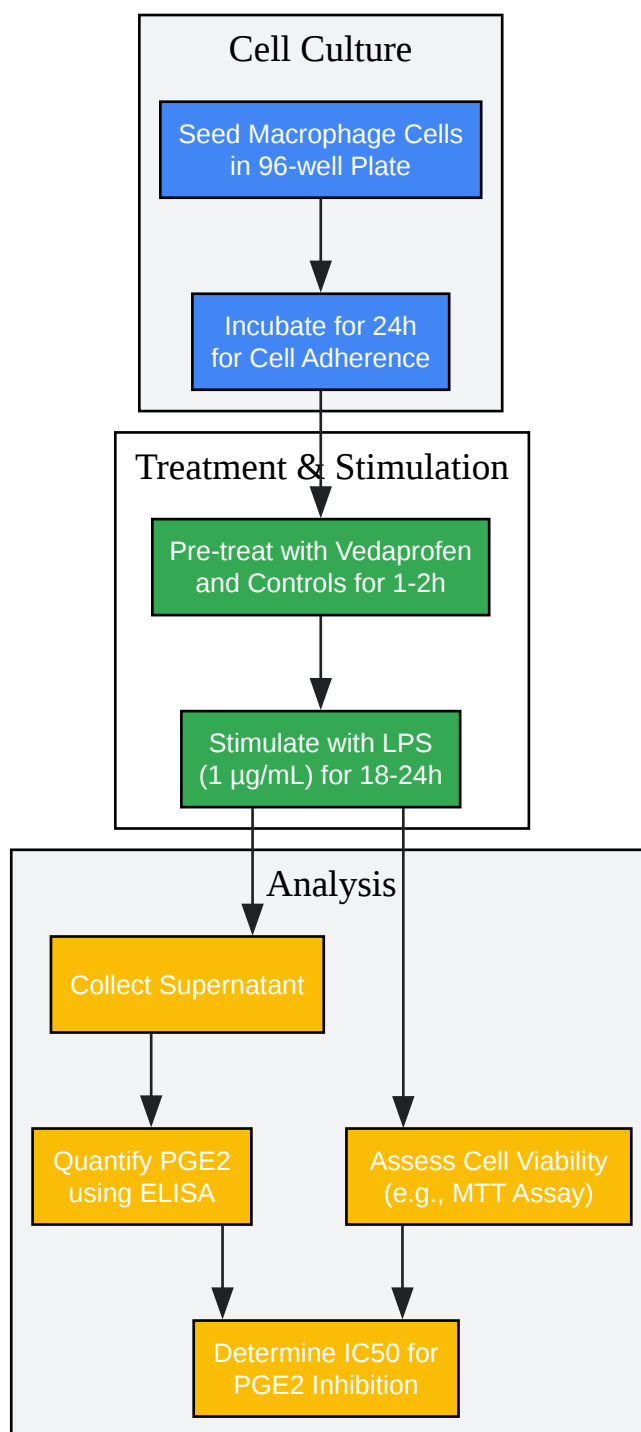 Cell Culture
Seed Macrophage Cells
in 96-well Plate
Incubate for 24h
for Cell Adherence
Treatment & Stimulation
Pre-treat with Vedaprofen
and Controls for 1-2h
Stimulate with LPS
(1 µg/mL) for 18-24h
Analysis
Collect Supernatant
Quantify PGE2
using ELISA
Assess Cell Viability
(e.g., MTT Assay)
Determine IC50 for
PGE2 Inhibition